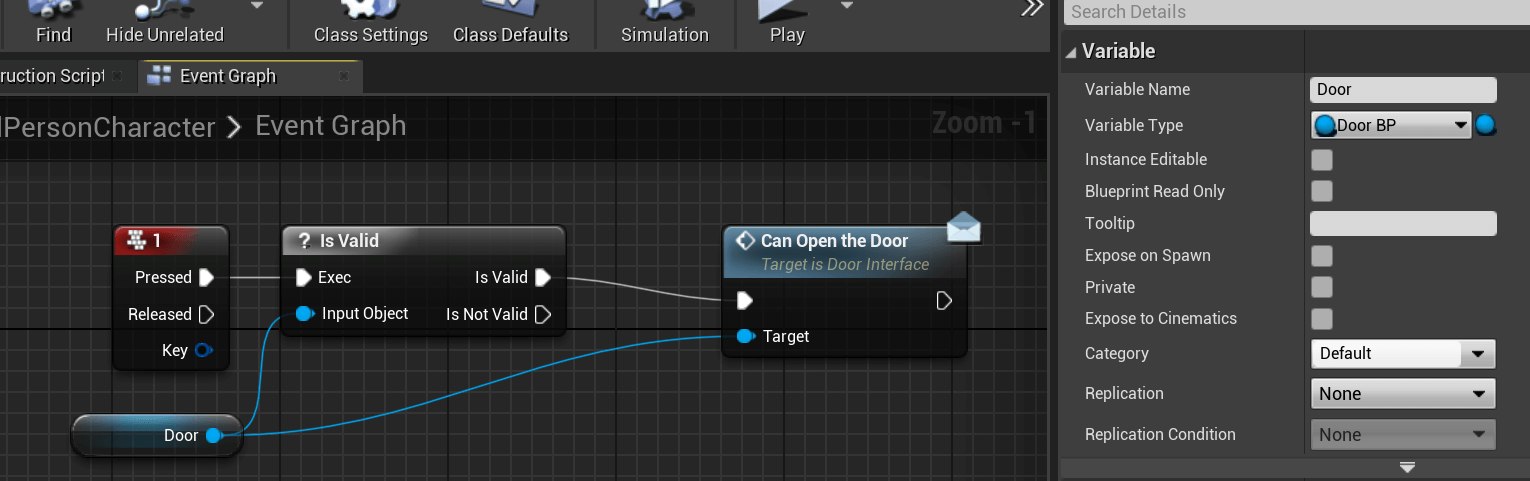 Find
Hide Unrelated
Class Settings
Class Defaults
Simulation
Play
ruction Script
Event Graph
lPersonCharacter > Event Graph
Zoom -1
1
Pressed
Released
Key
? Is Valid
Exec
Is Valid
Input Object
Is Not Valid
Door
Can Open the Door
Target is Door Interface
Target
Search Details
Variable
Variable Name
Door
Variable Type
Door BP
Instance Editable
Blueprint Read Only
Tooltip
Expose on Spawn
Private
Expose to Cinematics
Category
Default
Replication
None
Replication Condition
None